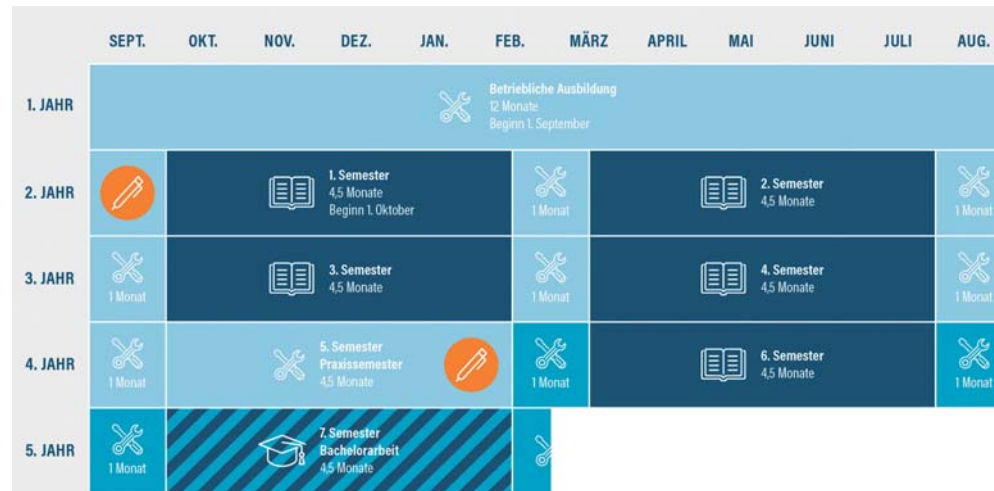 SEPT. OKT. NOV. DEZ. JAN. FEB. MÄRZ APRIL MAI JUNI JULI AUG.
1. JAHR
Betriebliche Ausbildung
12 Monate
Beginn 1. September
2. JAHR
1. Semester
4,5 Monate
Beginn 1. Oktober
1 Monat
2. Semester
4,5 Monate
1 Monat
3. JAHR
1 Monat
3. Semester
4,5 Monate
1 Monat
4. Semester
4,5 Monate
1 Monat
4. JAHR
1 Monat
5. Semester
Praxissemester
4,5 Monate
1 Monat
6. Semester
4,5 Monate
1 Monat
5. JAHR
1 Monat
7. Semester
Bachelorarbeit
4,5 Monate